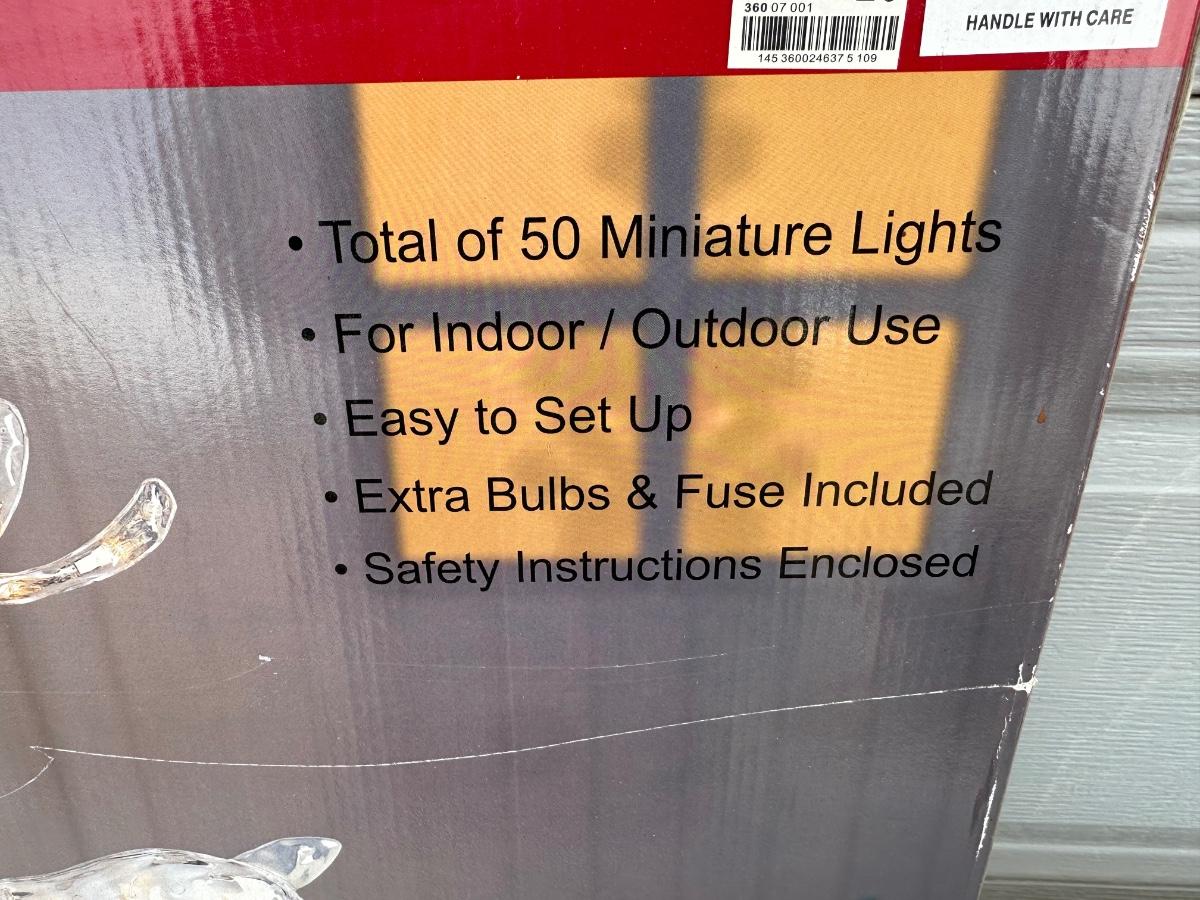 360 07 001
HANDLE WITH CARE
145 360024637 5 109
• Total of 50 Miniature Lights
• For Indoor / Outdoor Use
• Easy to Set Up
• Extra Bulbs & Fuse Included
• Safety Instructions Enclosed